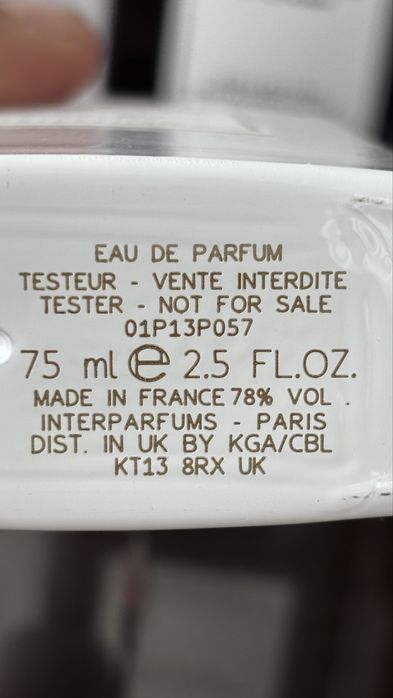 EAU DE PARFUM
TESTEUR - VENTE INTERDITE
TESTER - NOT FOR SALE
01P13P057
75 ml e 2.5 FL.OZ.
MADE IN FRANCE 78% VOL .
INTERPARFUMS - PARIS
DIST. IN UK BY KGA/CBL
KT13 8RX UK